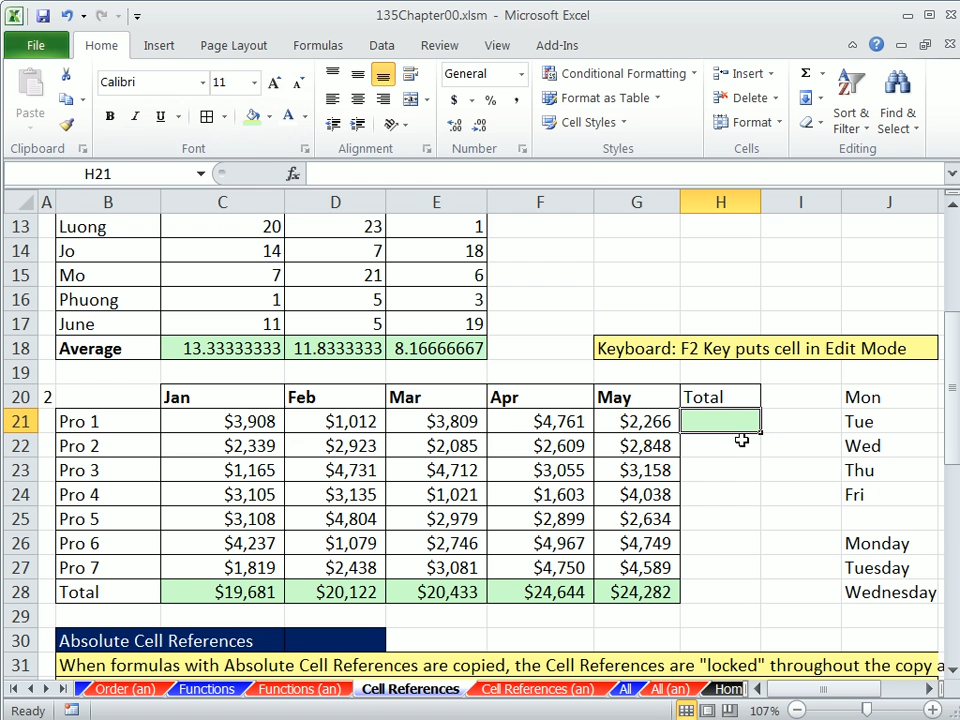 135Chapter00.xlsm - Microsoft Excel
File Home Insert Page Layout Formulas Data Review View Add-Ins
Calibri 11 General Conditional Formatting Insert Σ
Paste $ % , Format as Table Delete Sort & Find &
B I U A Cell Styles Format Filter Select
Clipboard Font Alignment Number Styles Cells Editing
H21 fx
A B C D E F G H I J
13 Luong 20 23 1
14 Jo 14 7 18
15 Mo 7 21 6
16 Phuong 1 5 3
17 June 11 5 19
18 Average 13.33333333 11.8333333 8.16666667 Keyboard: F2 Key puts cell in Edit Mode
19
20 2 Jan Feb Mar Apr May Total Mon
21 Pro 1 $3,908 $1,012 $3,809 $4,761 $2,266 Tue
22 Pro 2 $2,339 $2,923 $2,085 $2,609 $2,848 Wed
23 Pro 3 $1,165 $4,731 $4,712 $3,055 $3,158 Thu
24 Pro 4 $3,105 $3,135 $1,021 $1,603 $4,038 Fri
25 Pro 5 $3,108 $4,804 $2,979 $2,899 $2,634
26 Pro 6 $4,237 $1,079 $2,746 $4,967 $4,749 Monday
27 Pro 7 $1,819 $2,438 $3,081 $4,750 $4,589 Tuesday
28 Total $19,681 $20,122 $20,433 $24,644 $24,282 Wednesday
29
30 Absolute Cell References
31 When formulas with Absolute Cell References are copied, the Cell References are "locked" throughout the copy a
Order (an) Functions Functions (an) Cell References Cell References (an) All All (an) Hom
Ready 107%